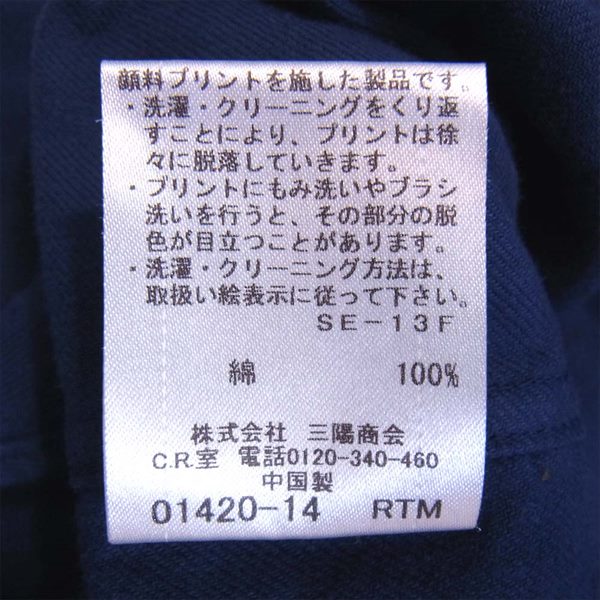 顔料プリントを施した製品です。
・洗濯・クリーニングをくり返
すことにより、プリントは徐
々に脱落していきます。
・プリントにもみ洗いやブラシ
洗いを行うと、その部分の脱
色が目立つことがあります。
・洗濯・クリーニング方法は、
取扱い絵表示に従って下さい。
SE-13F
綿 100%
株式会社 三陽商会
C.R.室 電話0120-340-460
中国製
01420-14 RTM